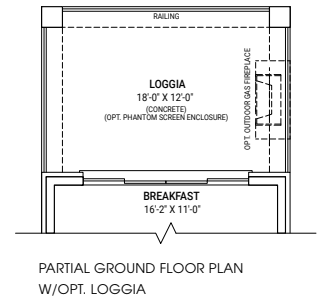 RAILING
LOGGIA
18'-0" X 12'-0"
(CONCRETE)
(OPT. PHANTOM SCREEN ENCLOSURE)
OPT. OUTDOOR GAS FIREPLACE
BREAKFAST
16'-2" X 11'-0"
PARTIAL GROUND FLOOR PLAN
W/OPT. LOGGIA